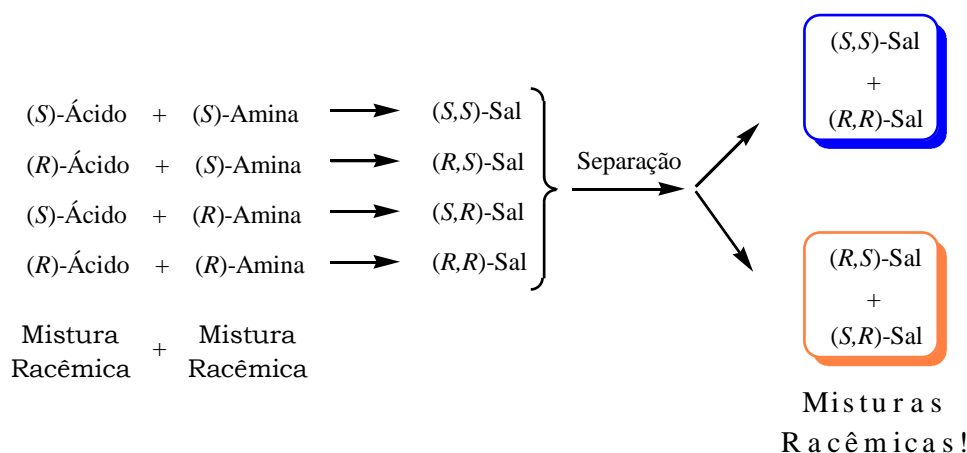 (S)-Ácido + (S)-Amina (S,S)-Sal
(R)-Ácido + (S)-Amina (R,S)-Sal
(S)-Ácido + (R)-Amina (S,R)-Sal
(R)-Ácido + (R)-Amina (R,R)-Sal
Mistura Racêmica + Mistura Racêmica
Separação
(S,S)-Sal
+
(R,R)-Sal
(R,S)-Sal
+
(S,R)-Sal
Misturas
Racêmicas!